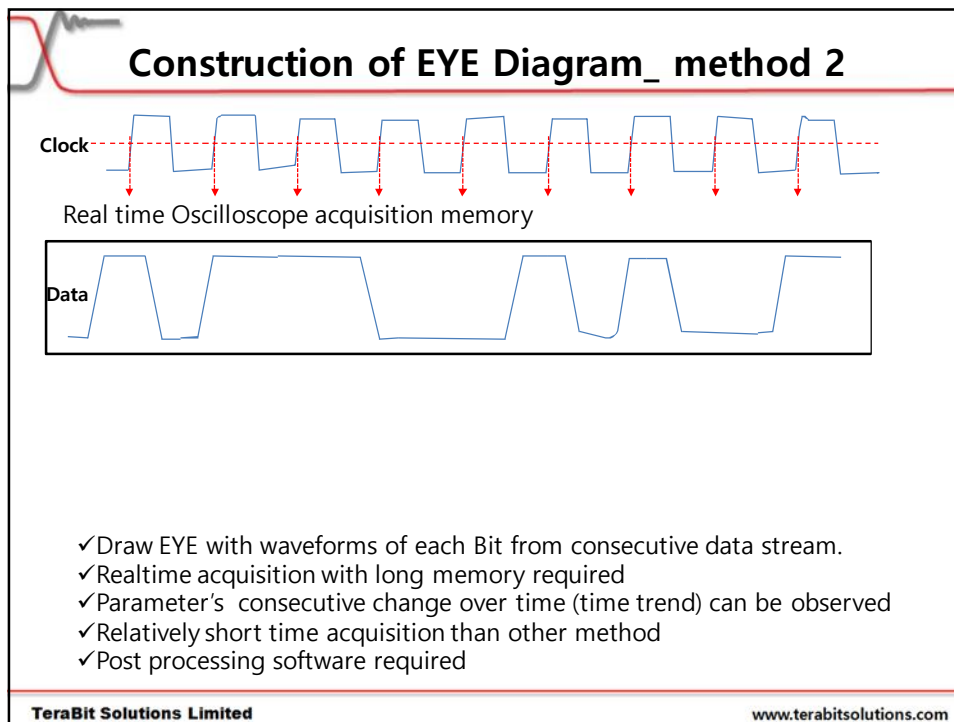 Construction of EYE Diagram_ method 2
Clock
Real time Oscilloscope acquisition memory
Data
✓Draw EYE with waveforms of each Bit from consecutive data stream.
✓Realtime acquisition with long memory required
✓Parameter's  consecutive change over time (time trend) can be observed
✓Relatively short time acquisition than other method
✓Post processing software required
TeraBit Solutions Limited
www.terabitsolutions.com